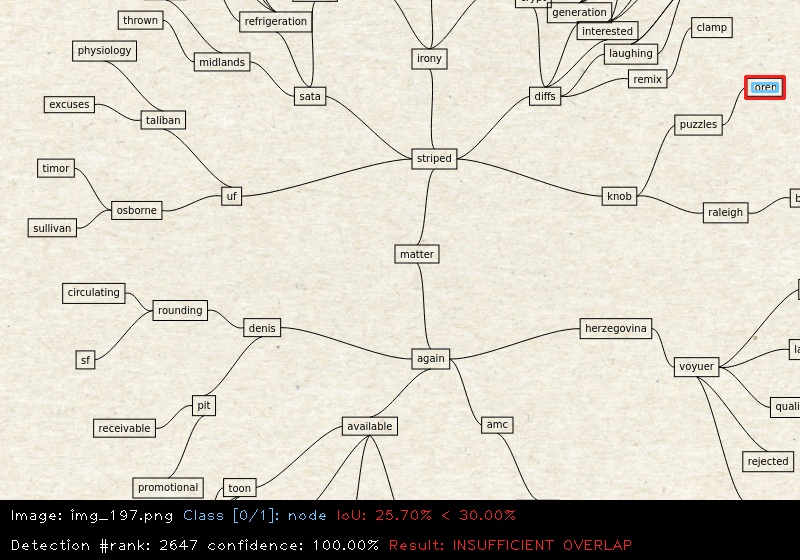 thrown
refrigeration
generation
interested
clamp
physiology
midlands
irony
laughing
remix
sata
diffs
oren
excuses
taliban
puzzles
striped
timor
uf
knob
osborne
raleigh
sullivan
matter
circulating
rounding
denis
herzegovina
sf
again
voyuer
pit
receivable
available
amc
rejected
promotional
toon
Image: img_197.png Class [0/1]: node IoU: 25.70% < 30.00%
Detection #rank: 2647 confidence: 100.00% Result: INSUFFICIENT OVERLAP